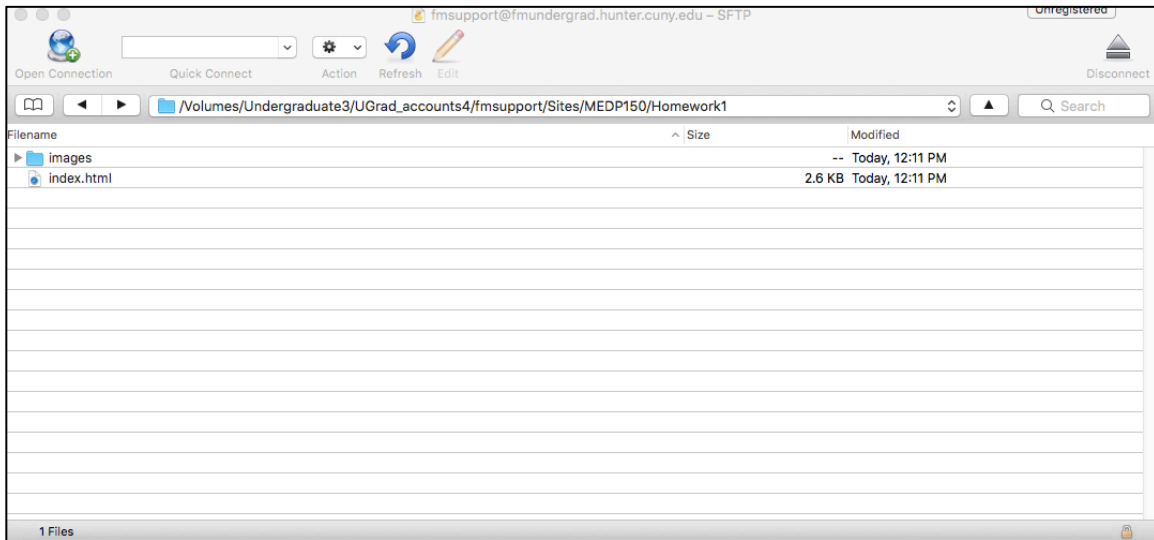 fmsupport@fmundergrad.hunter.cuny.edu – SFTP
Unregistered
Open Connection Quick Connect Action Refresh Edit Disconnect
/Volumes/Undergraduate3/UGrad_accounts4/fmsupport/Sites/MEDP150/Homework1 Search
Filename Size Modified
images -- Today, 12:11 PM
index.html 2.6 KB Today, 12:11 PM
1 Files